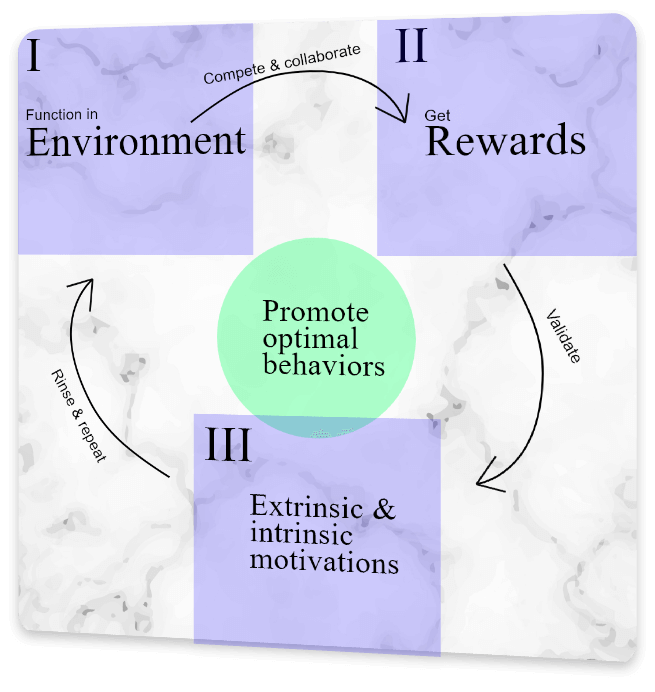 I
Function in
Environment
Compete & collaborate
II
Get
Rewards
Validate
Promote
optimal
behaviors
III
Extrinsic &
intrinsic
motivations
Rinse & repeat